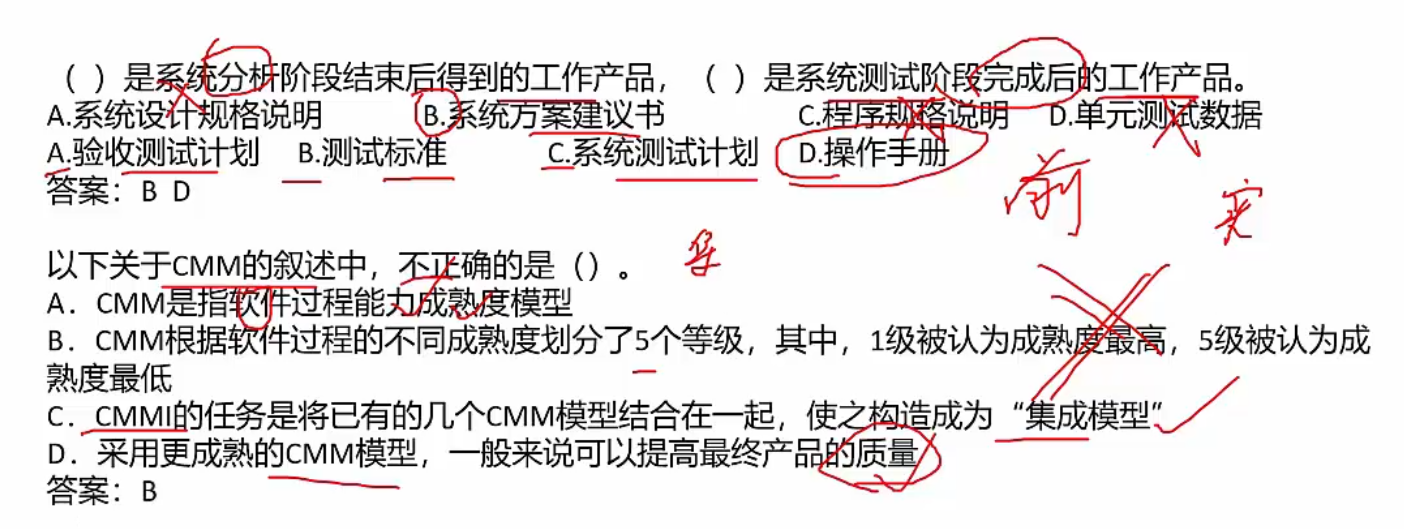 （ ）是系统分析阶段结束后得到的工作产品，（ ）是系统测试阶段完成后的工作产品。
A.系统设计规格说明 B.系统方案建议书 C.程序规格说明 D.单元测试数据
A.验收测试计划 B.测试标准 C.系统测试计划 D.操作手册
答案：B D
前
以下关于CMM的叙述中，不正确的是（）。
A．CMM是指软件过程能力成熟度模型
B．CMM根据软件过程的不同成熟度划分了5个等级，其中，1级被认为成熟度最高，5级被认为成
熟度最低
C．CMMI的任务是将已有的几个CMM模型结合在一起，使之构造成为“集成模型”
D．采用更成熟的CMM模型，一般来说可以提高最终产品的质量
答案：B